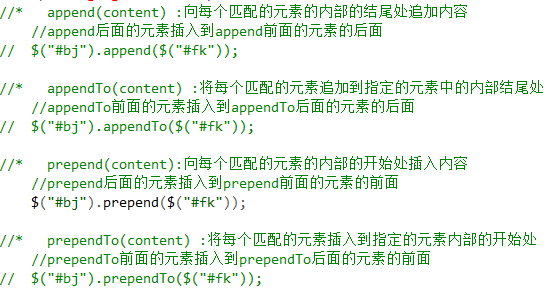 //*   append(content) :向每个匹配的元素的内部的结尾处追加内容
//append后面的元素插入到append前面的元素的后面
//  $("#bj").append($("#fk"));
//*   appendTo(content) :将每个匹配的元素追加到指定的元素中的内部结尾处
//appendTo前面的元素插入到appendTo后面的元素的后面
//  $("#bj").appendTo($("#fk"));
//*   prepend(content):向每个匹配的元素的内部的开始处插入内容
//prepend后面的元素插入到prepend前面的元素的前面
$("#bj").prepend($("#fk"));
//*   prependTo(content) :将每个匹配的元素插入到指定的元素内部的开始处
//prependTo前面的元素插入到prependTo后面的元素的前面
//  $("#bj").prependTo($("#fk"));